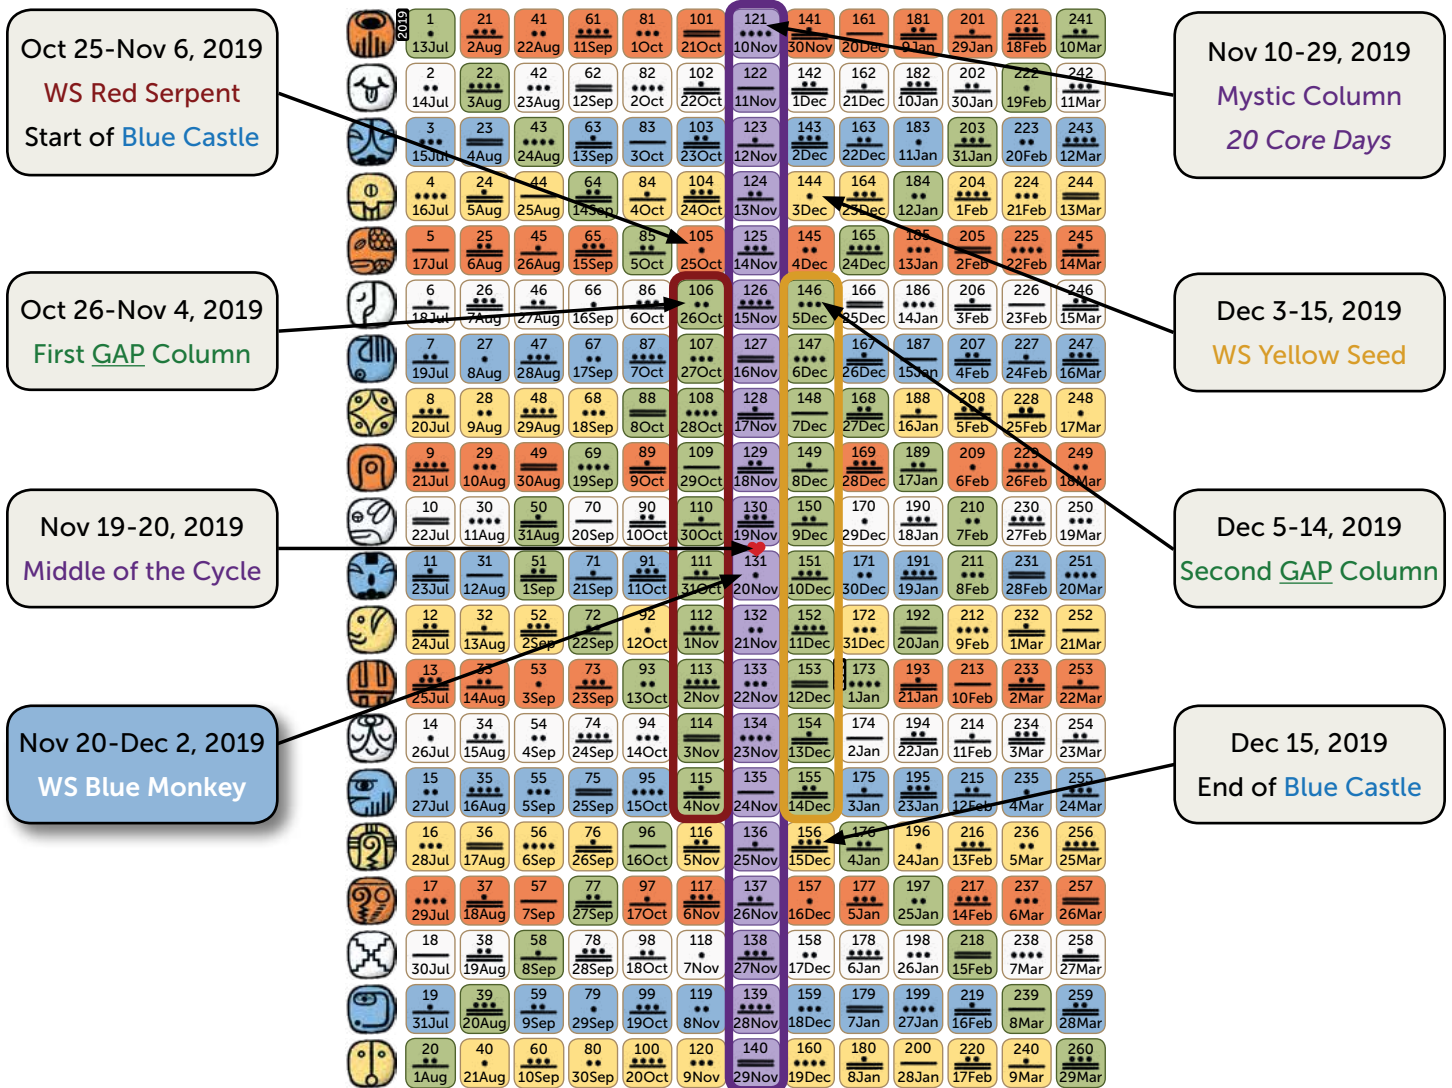 Oct 25-Nov 6, 2019
WS Red Serpent
Start of Blue Castle
Oct 26-Nov 4, 2019
First GAP Column
Nov 19-20, 2019
Middle of the Cycle
Nov 20-Dec 2, 2019
WS Blue Monkey
2019
1 21 41 61 81 101 121 141 161 181 201 221 241
13Jul 2Aug 22Aug 11Sep 1Oct 21Oct 10Nov 30Nov 20Dec 9Jan 29Jan 18Feb 10Mar
2 22 42 62 82 102 122 142 162 182 202 222 242
14Jul 3Aug 23Aug 12Sep 2Oct 22Oct 11Nov 1Dec 21Dec 10Jan 30Jan 19Feb 11Mar
3 23 43 63 83 103 123 143 163 183 203 223 243
15Jul 4Aug 24Aug 13Sep 3Oct 23Oct 12Nov 2Dec 22Dec 11Jan 31Jan 20Feb 12Mar
4 24 44 64 84 104 124 144 164 184 204 224 244
16Jul 5Aug 25Aug 14Sep 4Oct 24Oct 13Nov 3Dec 23Dec 12Jan 1Feb 21Feb 13Mar
5 25 45 65 85 105 125 145 165 185 205 225 245
17Jul 6Aug 26Aug 15Sep 5Oct 25Oct 14Nov 4Dec 24Dec 13Jan 2Feb 22Feb 14Mar
6 26 46 66 86 106 126 146 166 186 206 226 246
18Jul 7Aug 27Aug 16Sep 6Oct 26Oct 15Nov 5Dec 25Dec 14Jan 3Feb 23Feb 15Mar
7 27 47 67 87 107 127 147 167 187 207 227 247
19Jul 8Aug 28Aug 17Sep 7Oct 27Oct 16Nov 6Dec 26Dec 15Jan 4Feb 24Feb 16Mar
8 28 48 68 88 108 128 148 168 188 208 228 248
20Jul 9Aug 29Aug 18Sep 8Oct 28Oct 17Nov 7Dec 27Dec 16Jan 5Feb 25Feb 17Mar
9 29 49 69 89 109 129 149 169 189 209 229 249
21Jul 10Aug 30Aug 19Sep 9Oct 29Oct 18Nov 8Dec 28Dec 17Jan 6Feb 26Feb 18Mar
10 30 50 70 90 110 130 150 170 190 210 230 250
22Jul 11Aug 31Aug 20Sep 10Oct 30Oct 19Nov 9Dec 29Dec 18Jan 7Feb 27Feb 19Mar
11 31 51 71 91 111 131 151 171 191 211 231 251
23Jul 12Aug 1Sep 21Sep 11Oct 31Oct 20Nov 10Dec 30Dec 19Jan 8Feb 28Feb 20Mar
12 32 52 72 92 112 132 152 172 192 212 232 252
24Jul 13Aug 2Sep 22Sep 12Oct 1Nov 21Nov 11Dec 31Dec 20Jan 9Feb 1Mar 21Mar
13 33 53 73 93 113 133 153 173 193 213 233 253
25Jul 14Aug 3Sep 23Sep 13Oct 2Nov 22Nov 12Dec 1Jan 21Jan 10Feb 2Mar 22Mar
14 34 54 74 94 114 134 154 174 194 214 234 254
26Jul 15Aug 4Sep 24Sep 14Oct 3Nov 23Nov 13Dec 2Jan 22Jan 11Feb 3Mar 23Mar
15 35 55 75 95 115 135 155 175 195 215 235 255
27Jul 16Aug 5Sep 25Sep 15Oct 4Nov 24Nov 14Dec 3Jan 23Jan 12Feb 4Mar 24Mar
16 36 56 76 96 116 136 156 176 196 216 236 256
28Jul 17Aug 6Sep 26Sep 16Oct 5Nov 25Nov 15Dec 4Jan 24Jan 13Feb 5Mar 25Mar
17 37 57 77 97 117 137 157 177 197 217 237 257
29Jul 18Aug 7Sep 27Sep 17Oct 6Nov 26Nov 16Dec 5Jan 25Jan 14Feb 6Mar 26Mar
18 38 58 78 98 118 138 158 178 198 218 238 258
30Jul 19Aug 8Sep 28Sep 18Oct 7Nov 27Nov 17Dec 6Jan 26Jan 15Feb 7Mar 27Mar
19 39 59 79 99 119 139 159 179 199 219 239 259
31Jul 20Aug 9Sep 29Sep 19Oct 8Nov 28Nov 18Dec 7Jan 27Jan 16Feb 8Mar 28Mar
20 40 60 80 100 120 140 160 180 200 220 240 260
1Aug 21Aug 10Sep 30Sep 20Oct 9Nov 29Nov 19Dec 8Jan 28Jan 17Feb 9Mar 29Mar
Nov 10-29, 2019
Mystic Column
20 Core Days
Dec 3-15, 2019
WS Yellow Seed
Dec 5-14, 2019
Second GAP Column
Dec 15, 2019
End of Blue Castle